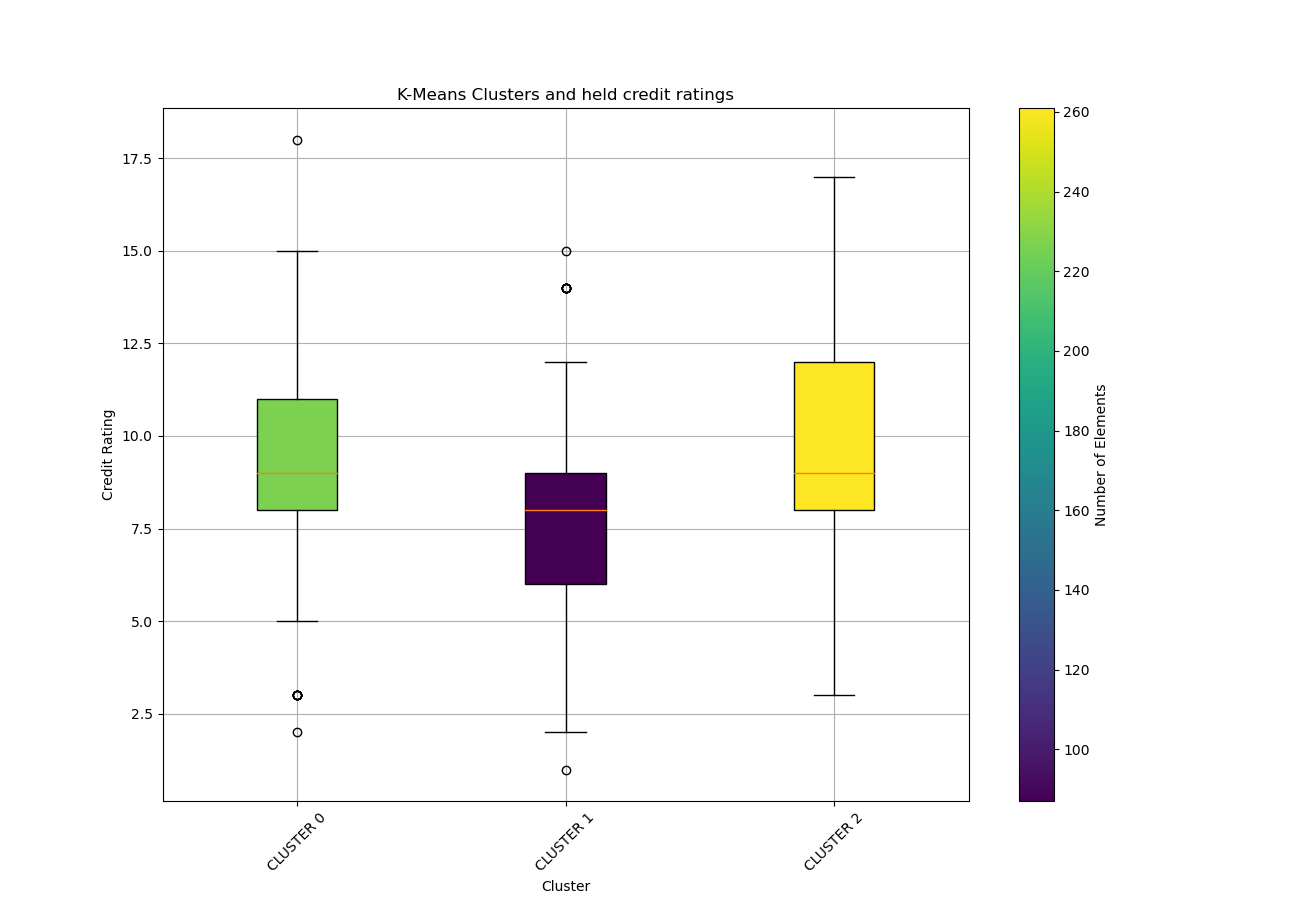 K-Means Clusters and held credit ratings
Credit Rating
17.5
15.0
12.5
10.0
7.5
5.0
2.5
CLUSTER 0
CLUSTER 1
CLUSTER 2
Cluster
260
240
220
200
180
160
140
120
100
Number of Elements